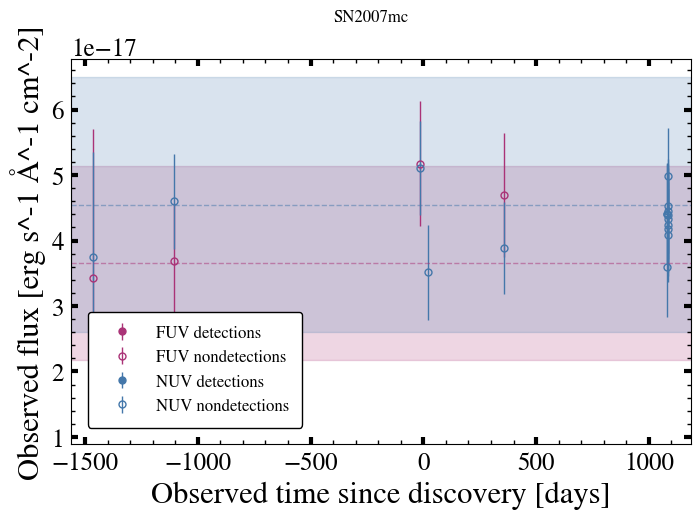 SN2007mc
1e−17
Observed flux [erg s^-1 Å^-1 cm^-2]
6
5
4
3
2
1
FUV detections
FUV nondetections
NUV detections
NUV nondetections
−1500 −1000 −500 0 500 1000
Observed time since discovery [days]